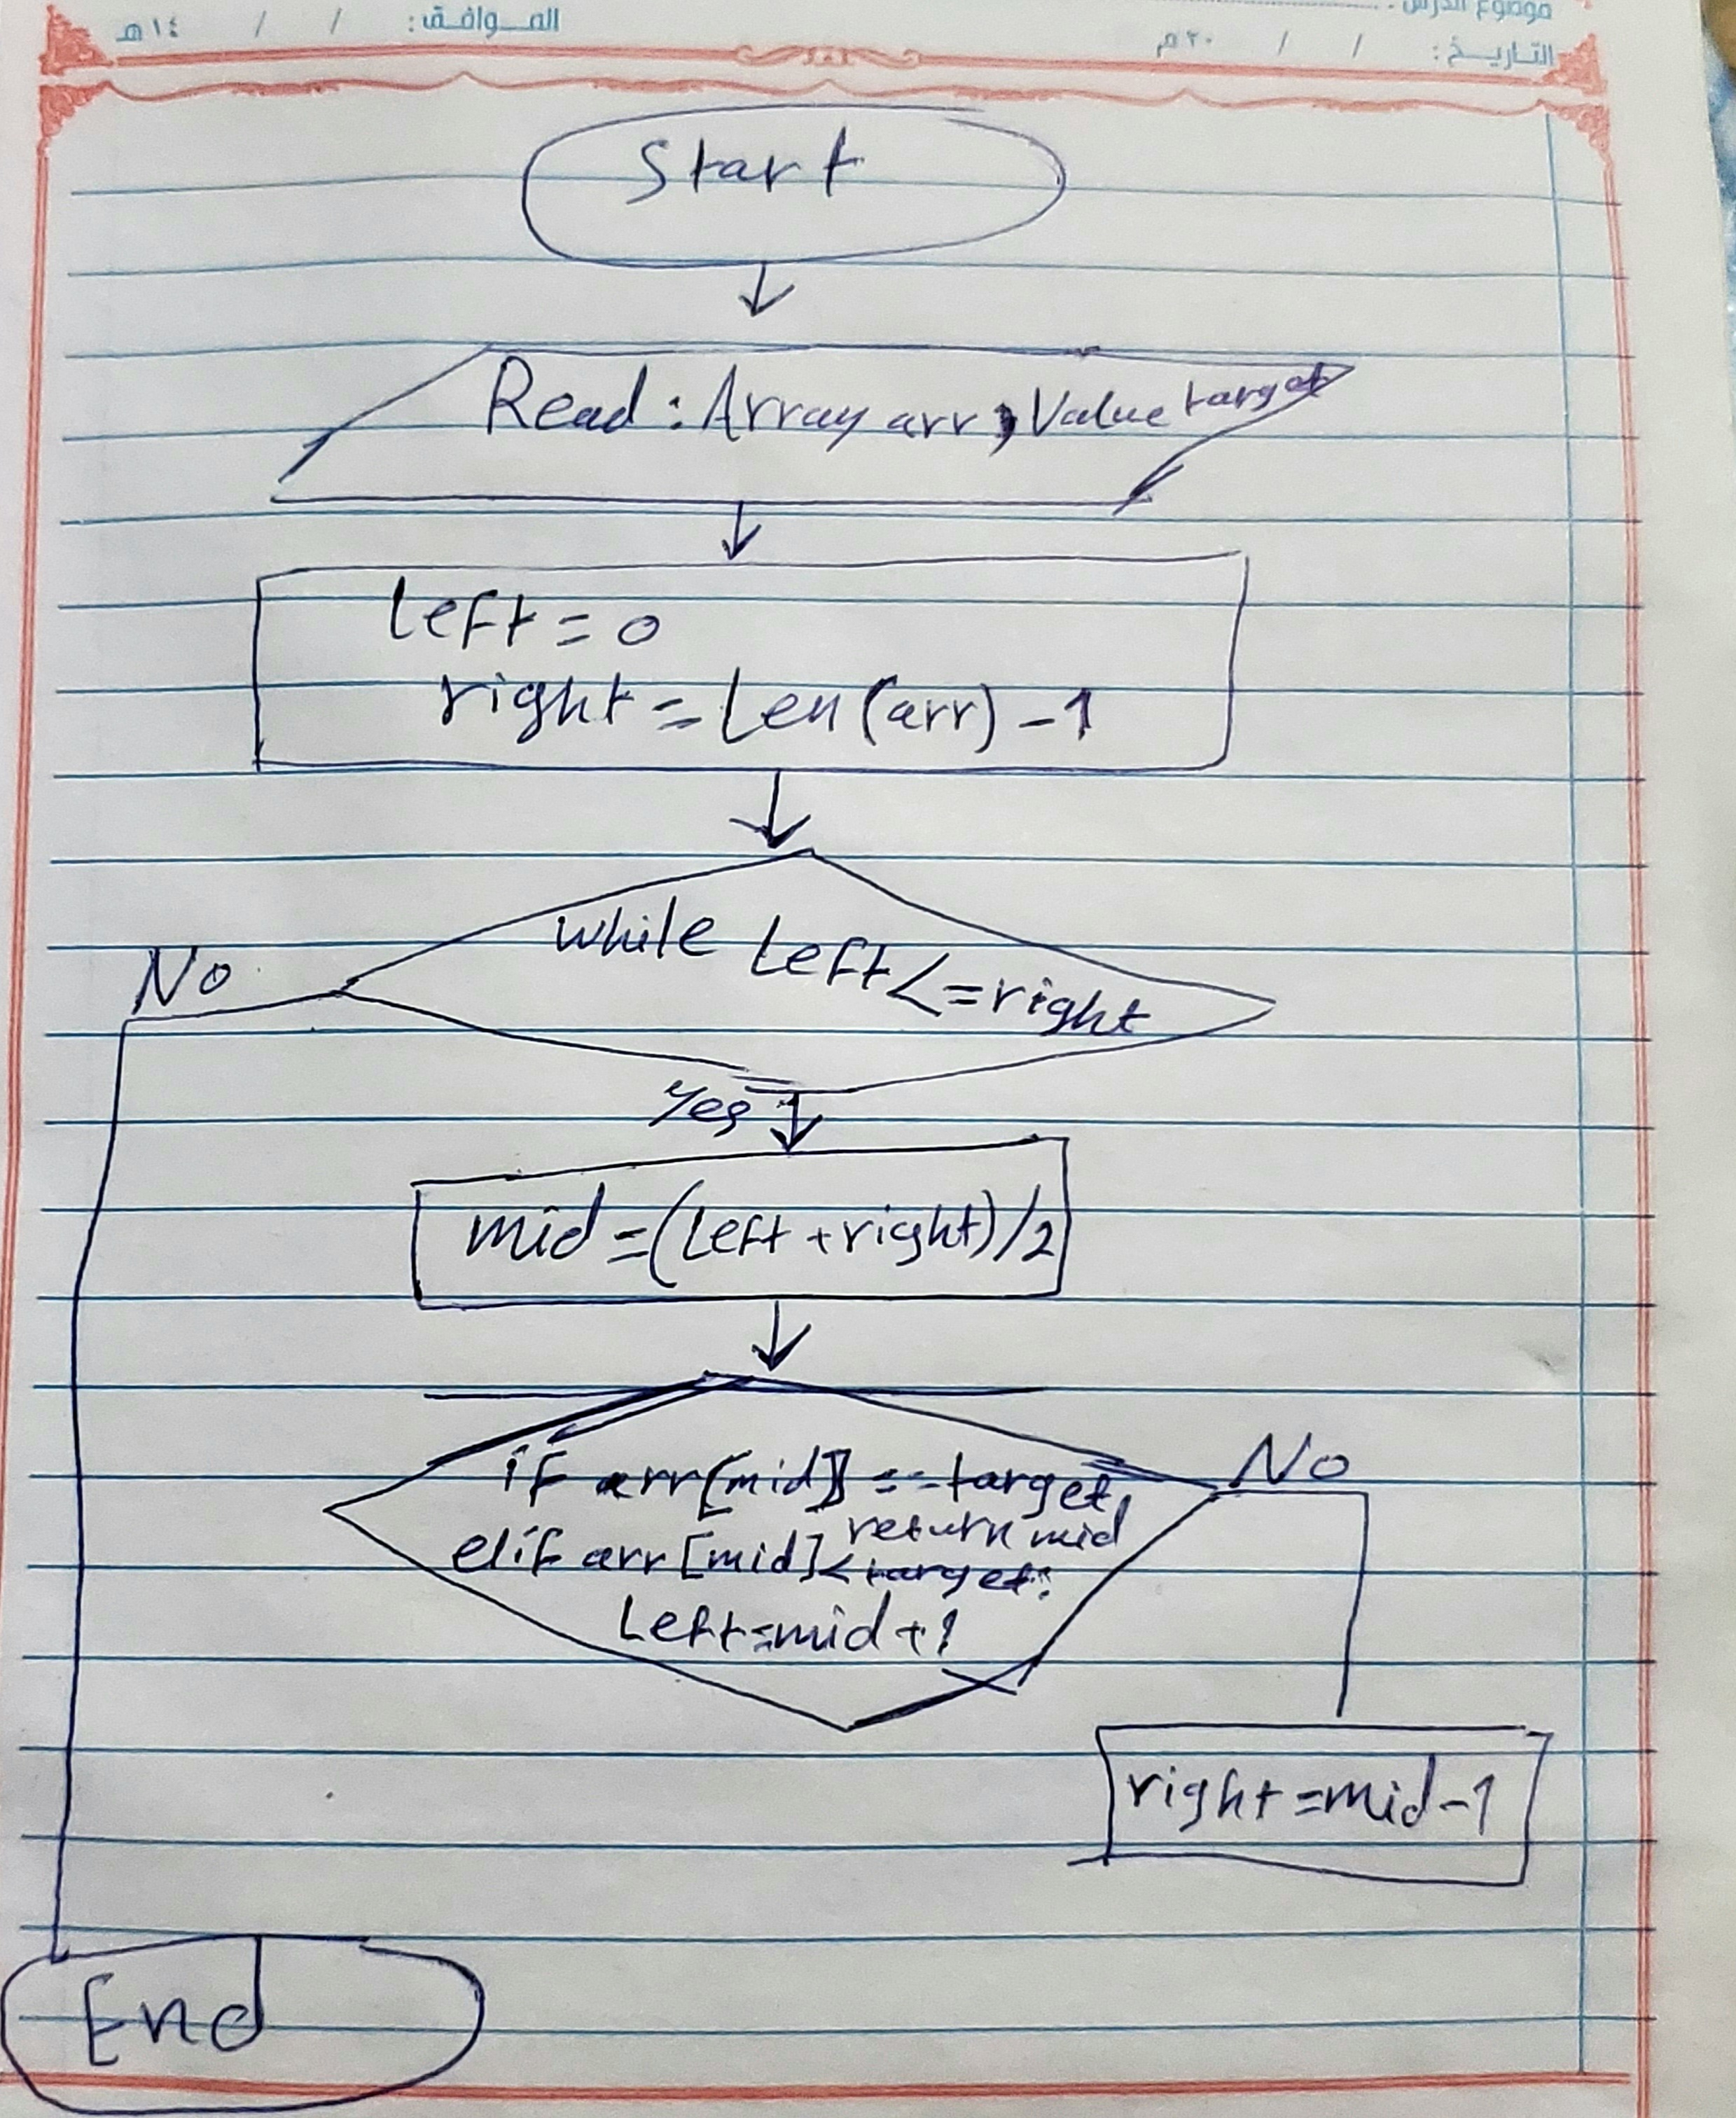 موضوع الدرس:
الموافق: / / ١٤هـ
التاريخ: / / ٢٠م
Start
Read: Array arr, Value target
left = 0
right = Len(arr) - 1
while Left <= right
No
Yes
mid = (Left + right) / 2
if arr[mid] == target
No
return mid
elif arr[mid] < target:
Left = mid + 1
right = mid - 1
End